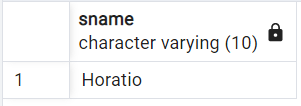 sname
character varying (10)
1 Horatio